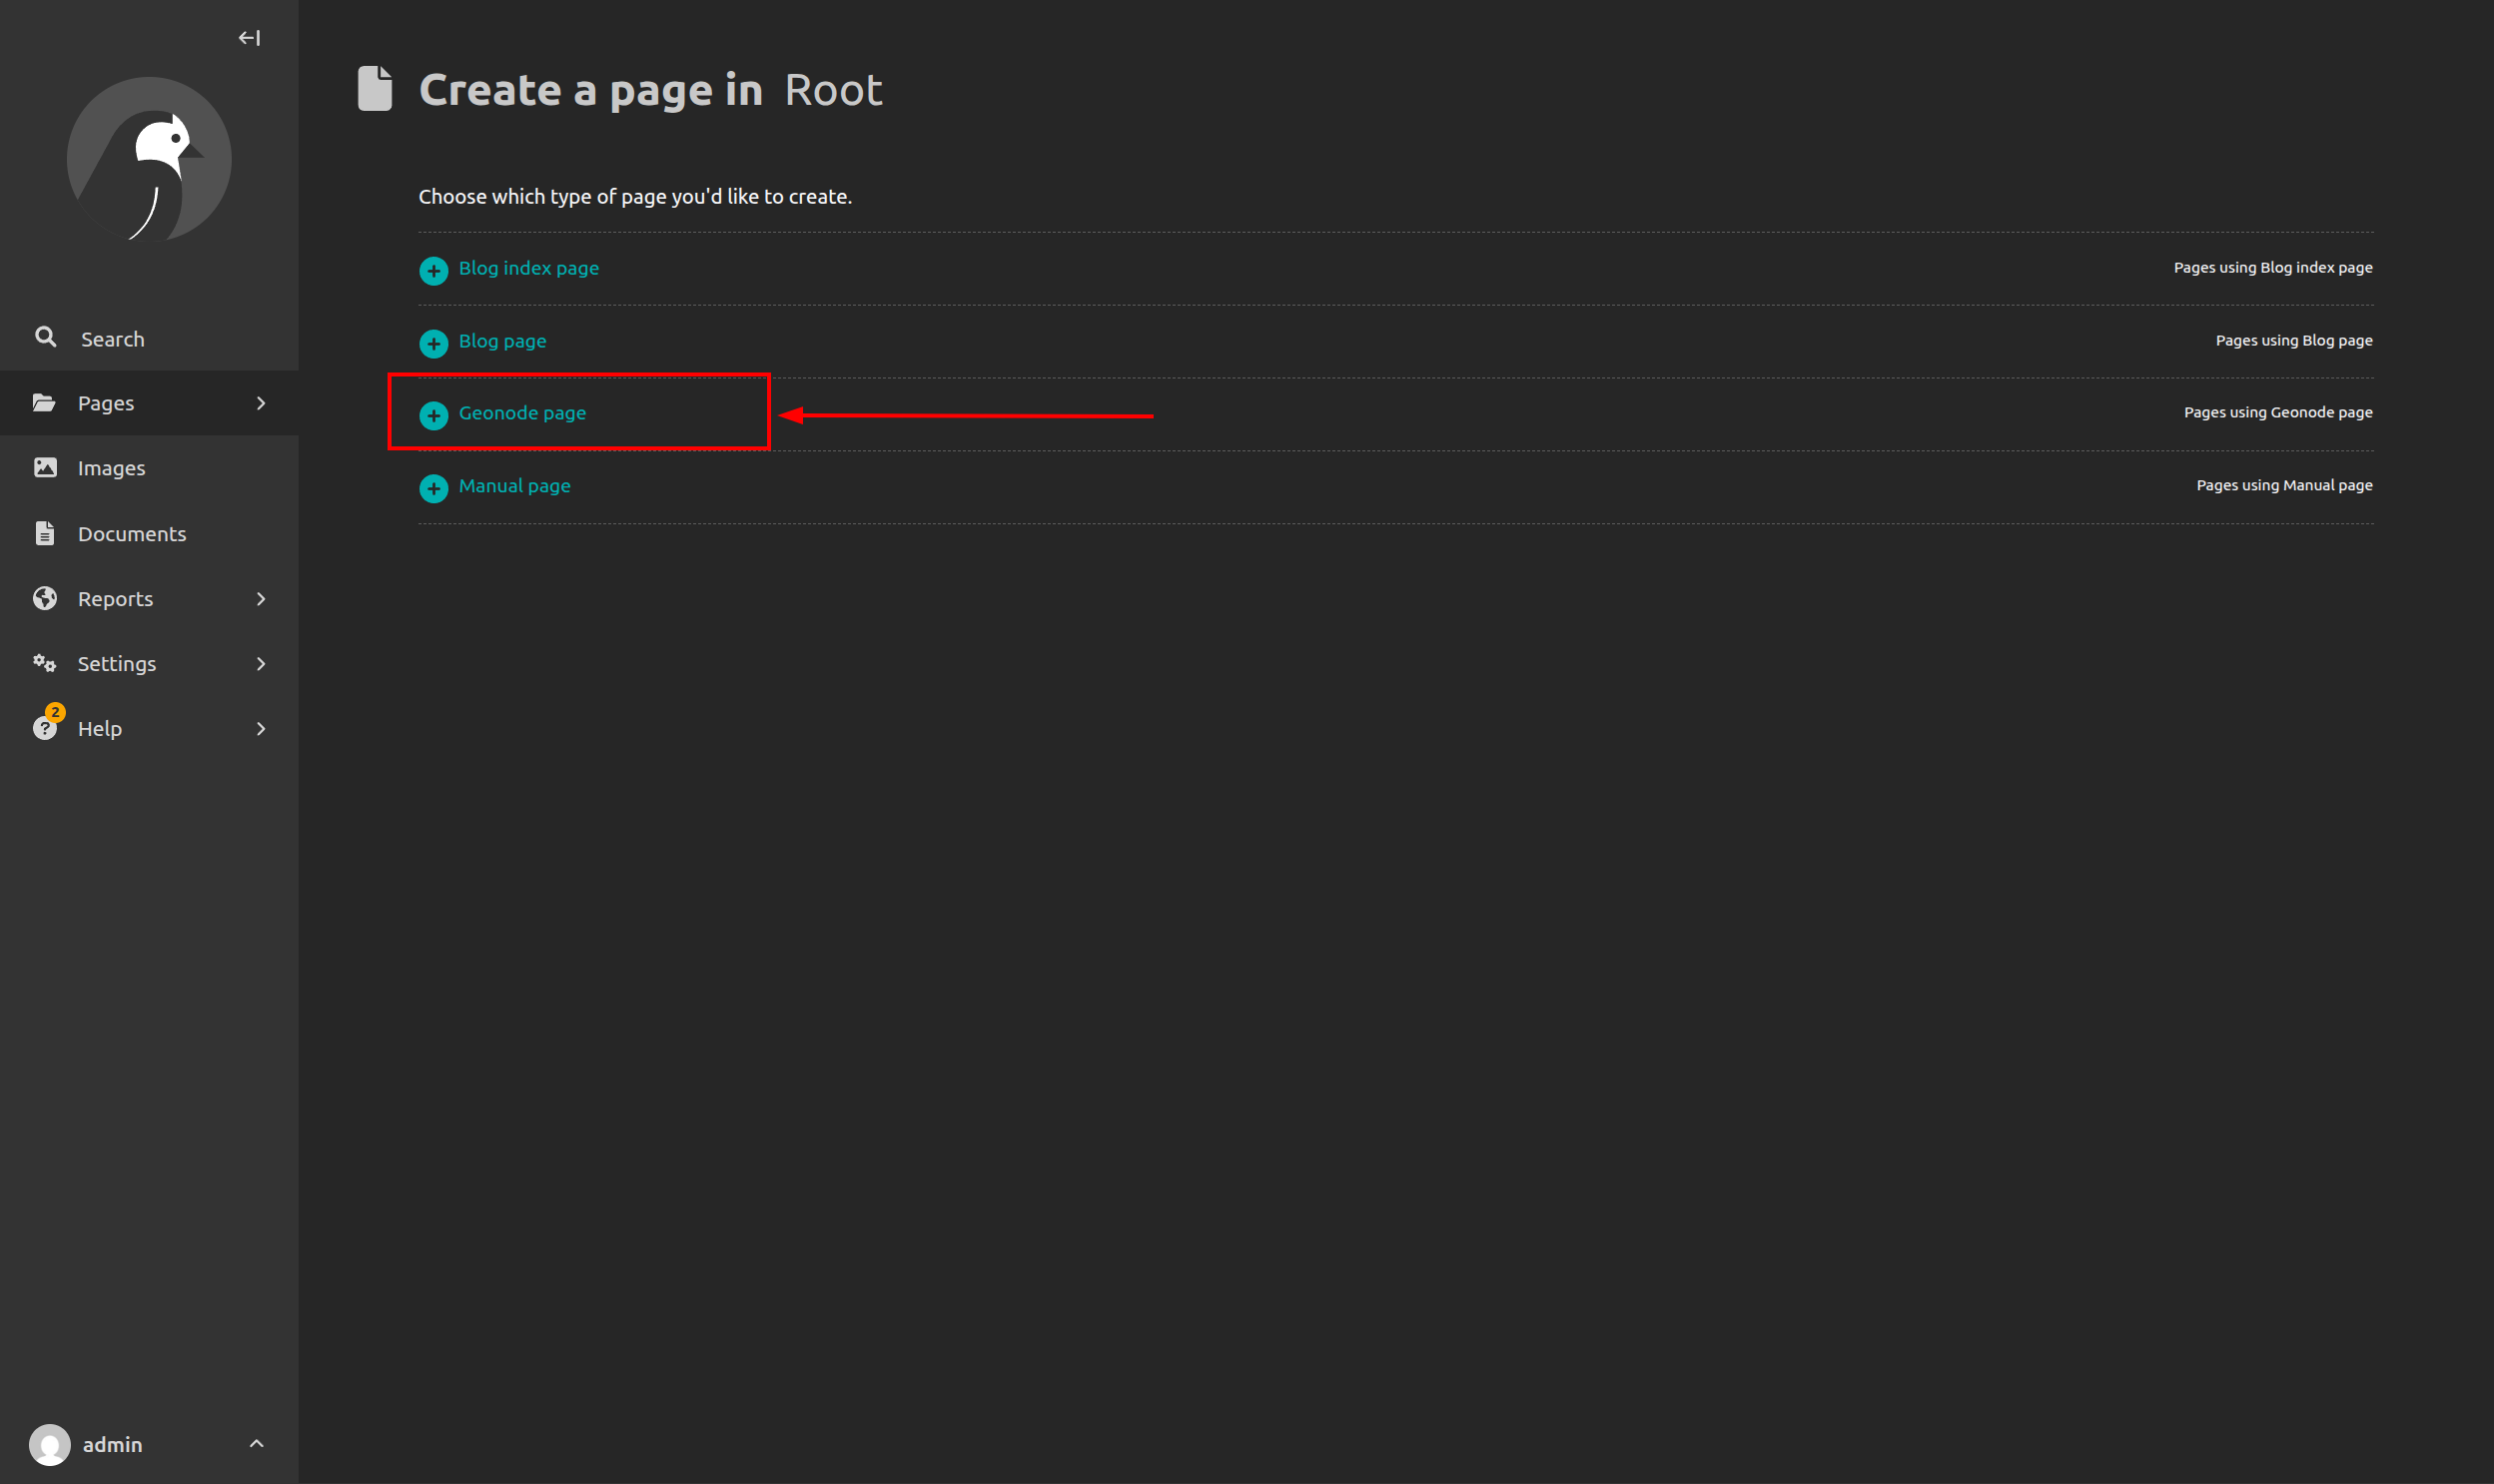 Create a page in Root
Choose which type of page you'd like to create.
Blog index page Pages using Blog index page
Blog page Pages using Blog page
Geonode page Pages using Geonode page
Manual page Pages using Manual page
Search
Pages
Images
Documents
Reports
Settings
2
Help
admin